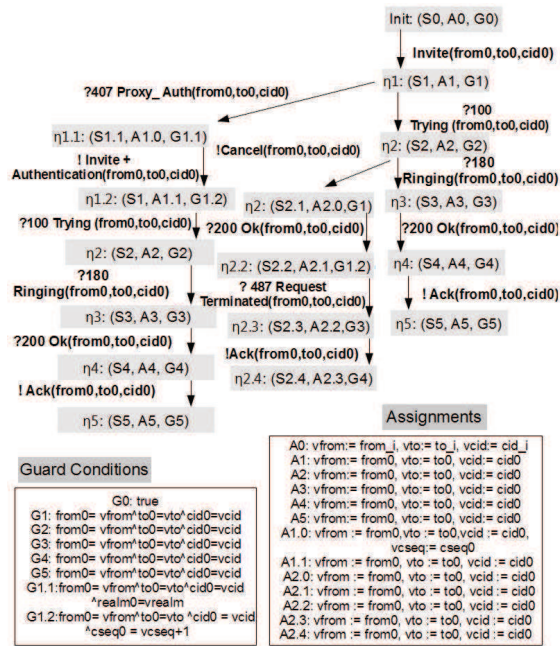 Init: (S0, A0, G0)
Invite(from0,to0,cid0)
η1: (S1, A1, G1)
?407 Proxy_ Auth(from0,to0,cid0)
?100
Trying (from0,to0,cid0)
η1.1: (S1.1, A1.0, G1.1)
!Cancel(from0,to0,cid0)
η2: (S2, A2, G2)
! Invite +
Authentication(from0,to0,cid0)
?180
Ringing(from0,to0,cid0)
η1.2: (S1, A1.1, G1.2)
η2: (S2.1, A2.0,G1)
η3: (S3, A3, G3)
?100 Trying (from0,to0,cid0)
?200 Ok(from0,to0,cid0)
?200 Ok(from0,to0,cid0)
η2: (S2, A2, G2)
η2.2: (S2.2, A2.1,G1.2)
η4: (S4, A4, G4)
?180
Ringing(from0,to0,cid0)
? 487 Request
Terminated(from0,to0,cid0)
! Ack(from0,to0,cid0)
η3: (S3, A3, G3)
η2.3: (S2.3, A2.2,G3)
η5: (S5, A5, G5)
?200 Ok(from0,to0,cid0)
!Ack(from0,to0,cid0)
η4: (S4, A4, G4)
η2.4: (S2.4, A2.3,G4)
! Ack(from0,to0,cid0)
η5: (S5, A5, G5)
Assignments
A0: vfrom:= from_i, vto:= to_i, vcid:= cid_i
A1: vfrom:= from0, vto:= to0, vcid:= cid0
A2: vfrom:= from0, vto:= to0, vcid:= cid0
A3: vfrom:= from0, vto:= to0, vcid:= cid0
A4: vfrom:= from0, vto:= to0, vcid:= cid0
A5: vfrom:= from0, vto:= to0, vcid:= cid0
A1.0: vfrom := from0,vto := to0,vcid := cid0,
vcseq:= cseq0
A1.1: vfrom := from0, vto := to0, vcid := cid0
A2.0: vfrom := from0, vto := to0, vcid := cid0
A2.1: vfrom := from0, vto := to0, vcid := cid0
A2.2: vfrom := from0, vto := to0, vcid := cid0
A2.3: vfrom := from0, vto := to0, vcid := cid0
A2.4: vfrom := from0, vto := to0, vcid := cid0
Guard Conditions
G0: true
G1: from0= vfrom^to0=vto^cid0=vcid
G2: from0= vfrom^to0=vto^cid0=vcid
G3: from0= vfrom^to0=vto^cid0=vcid
G4: from0= vfrom^to0=vto^cid0=vcid
G5: from0= vfrom^to0=vto^cid0=vcid
G1.1:from0= vfrom^to0=vto^cid0=vcid
^realm0=vrealm
G1.2:from0= vfrom^to0=vto ^cid0 = vcid
^cseq0 = vcseq+1